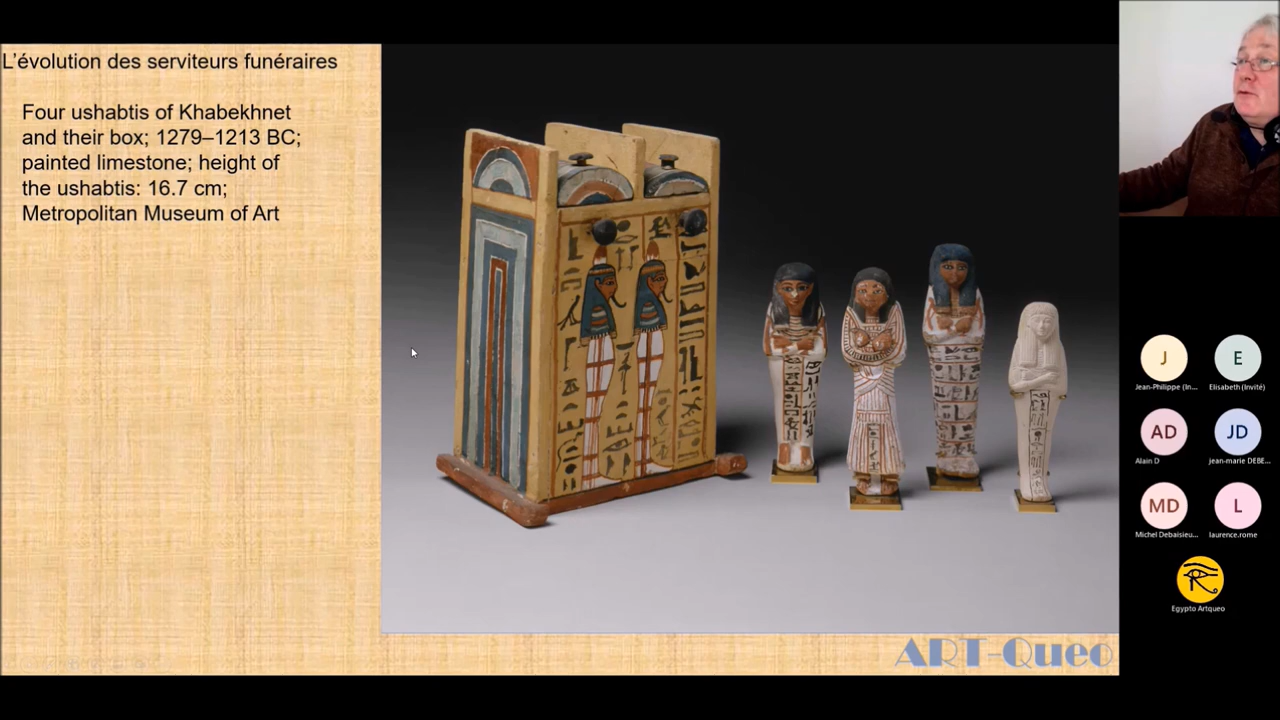 L'évolution des serviteurs funéraires
Four ushabtis of Khabekhnet
and their box; 1279–1213 BC;
painted limestone; height of
the ushabtis: 16.7 cm;
Metropolitan Museum of Art
ART-Queo
J
E
Jean-Philippe (In...
Elisabeth (Invité)
AD
JD
Alain D
jean-marie DEBE...
MD
L
Michel Debaisieu...
laurence.rome
Egypto Artqueo